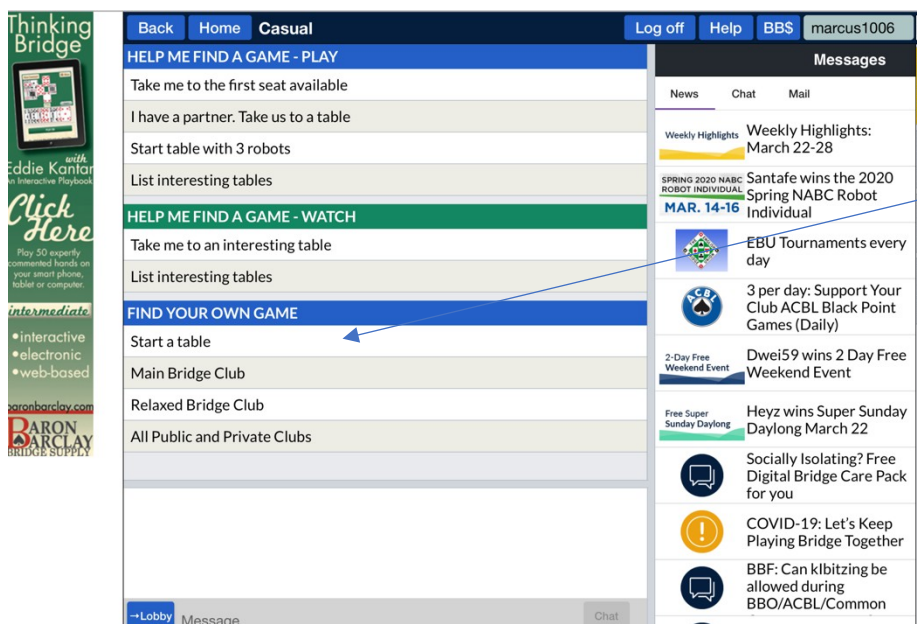 Thinking
Bridge
with
Eddie Kantar
An Interactive Playbook
Click
Here
Play 50 expertly
commented hands on
your smart phone,
tablet or computer.
intermediate
•interactive
•electronic
•web-based
baronbarclay.com
BARON
BARCLAY
BRIDGE SUPPLY
Back Home Casual Log off Help BB$ marcus1006
HELP ME FIND A GAME - PLAY
Take me to the first seat available
I have a partner. Take us to a table
Start table with 3 robots
List interesting tables
HELP ME FIND A GAME - WATCH
Take me to an interesting table
List interesting tables
FIND YOUR OWN GAME
Start a table
Main Bridge Club
Relaxed Bridge Club
All Public and Private Clubs
→Lobby Message Chat
Messages
News Chat Mail
Weekly Highlights
Weekly Highlights:
March 22-28
SPRING 2020 NABC
ROBOT INDIVIDUAL
MAR. 14-16
Santafe wins the 2020
Spring NABC Robot
Individual
EBU Tournaments every
day
ACBL
3 per day: Support Your
Club ACBL Black Point
Games (Daily)
2-Day Free
Weekend Event
Dwei59 wins 2 Day Free
Weekend Event
Free Super
Sunday Daylong
Heyz wins Super Sunday
Daylong March 22
Socially Isolating? Free
Digital Bridge Care Pack
for you
COVID-19: Let's Keep
Playing Bridge Together
BBF: Can kIbitzing be
allowed during
BBO/ACBL/Common